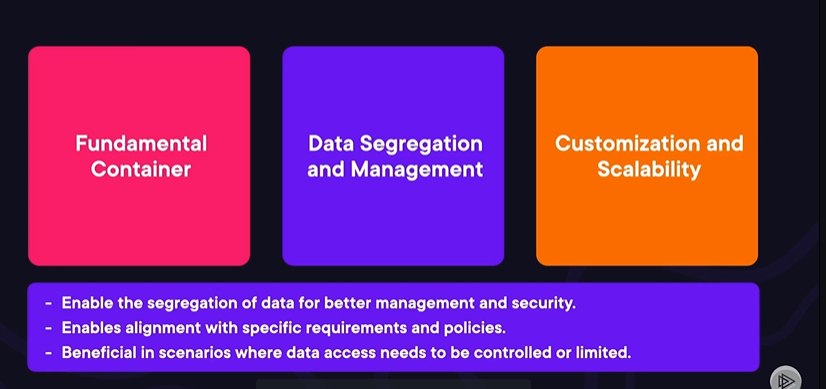 Fundamental
Container
Data Segregation
and Management
Customization and
Scalability
- Enable the segregation of data for better management and security.
- Enables alignment with specific requirements and policies.
- Beneficial in scenarios where data access needs to be controlled or limited.